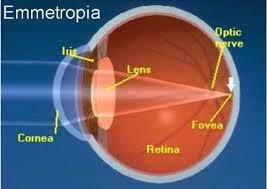 Emmetropia
Optic
nerve
Iris
Lens
Cornea
Fovea
Retina